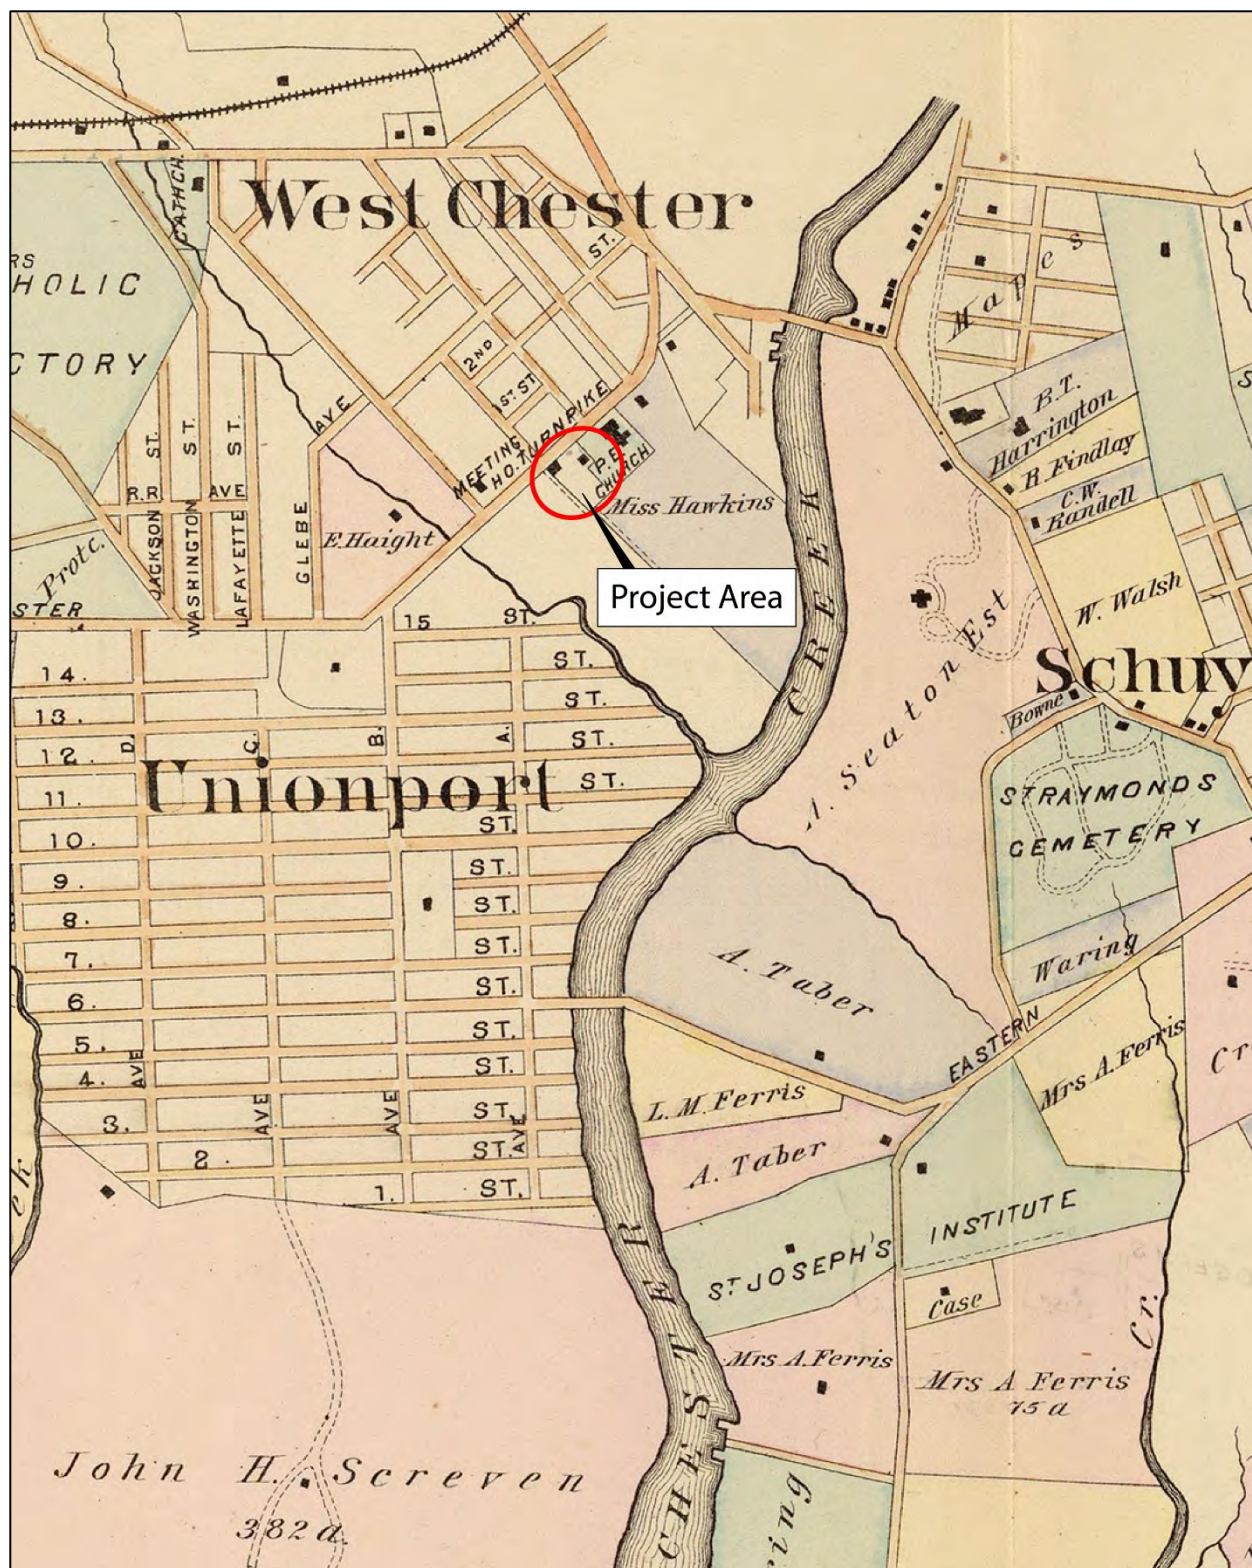 West Chester
CATH CH.
RS
HOLIC
CTORY
Mapes
ST.
2ND
1ST ST
AVE
MEETING
HO. TURNPIKE
P. E.
CHURCH
Miss Hawkins
B. T.
Harrington
R Findlay
C. W.
Randell
R.R. AVE
JACKSON ST.
WASHINGTON ST.
LAFAYETTE ST.
GLEBE
E. Haight
Protc.
STER
Project Area
W. Walsh
Schuy
Bowne
A. Seaton Est
CREEK
15 ST.
14. ST.
13. ST.
12. ST.
11. ST.
D.
C.
B.
A.
Unionport
10. ST.
9. ST.
8. ST.
7. ST.
6. ST.
5. ST.
4. ST.
3. ST.
2. ST.
1. ST.
AVE
AVE
AVE
AVE
ST RAYMONDS
CEMETERY
Waring
A. Taber
EASTERN
Mrs A. Ferris
Cr
L. M. Ferris
A. Taber
ST JOSEPH'S INSTITUTE
Case
Cr.
Mrs A. Ferris
Mrs A Ferris
75 a
ek
CHESTER
John H. Screven
382 a.
ring